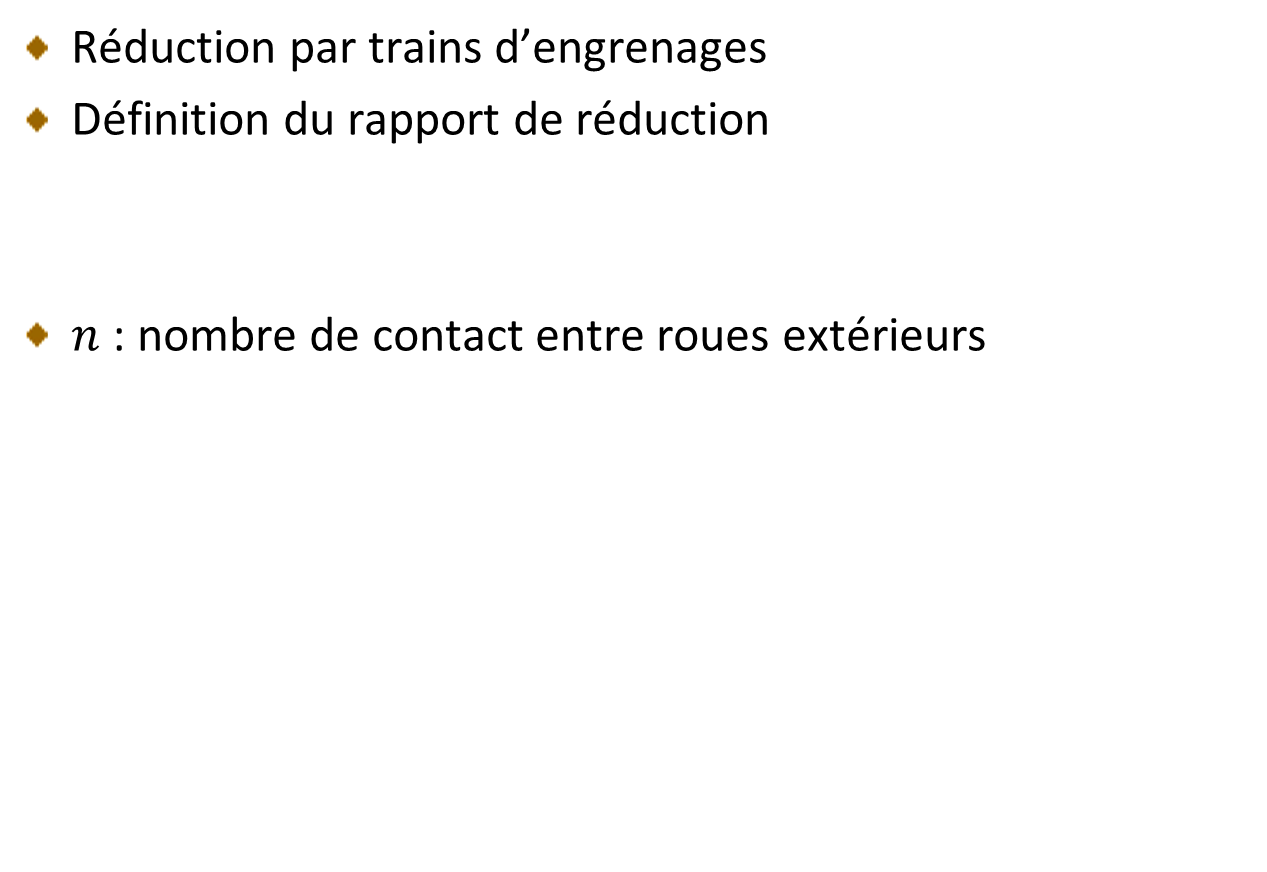 Réduction par trains d’engrenages
Définition du rapport de réduction
n : nombre de contact entre roues extérieurs